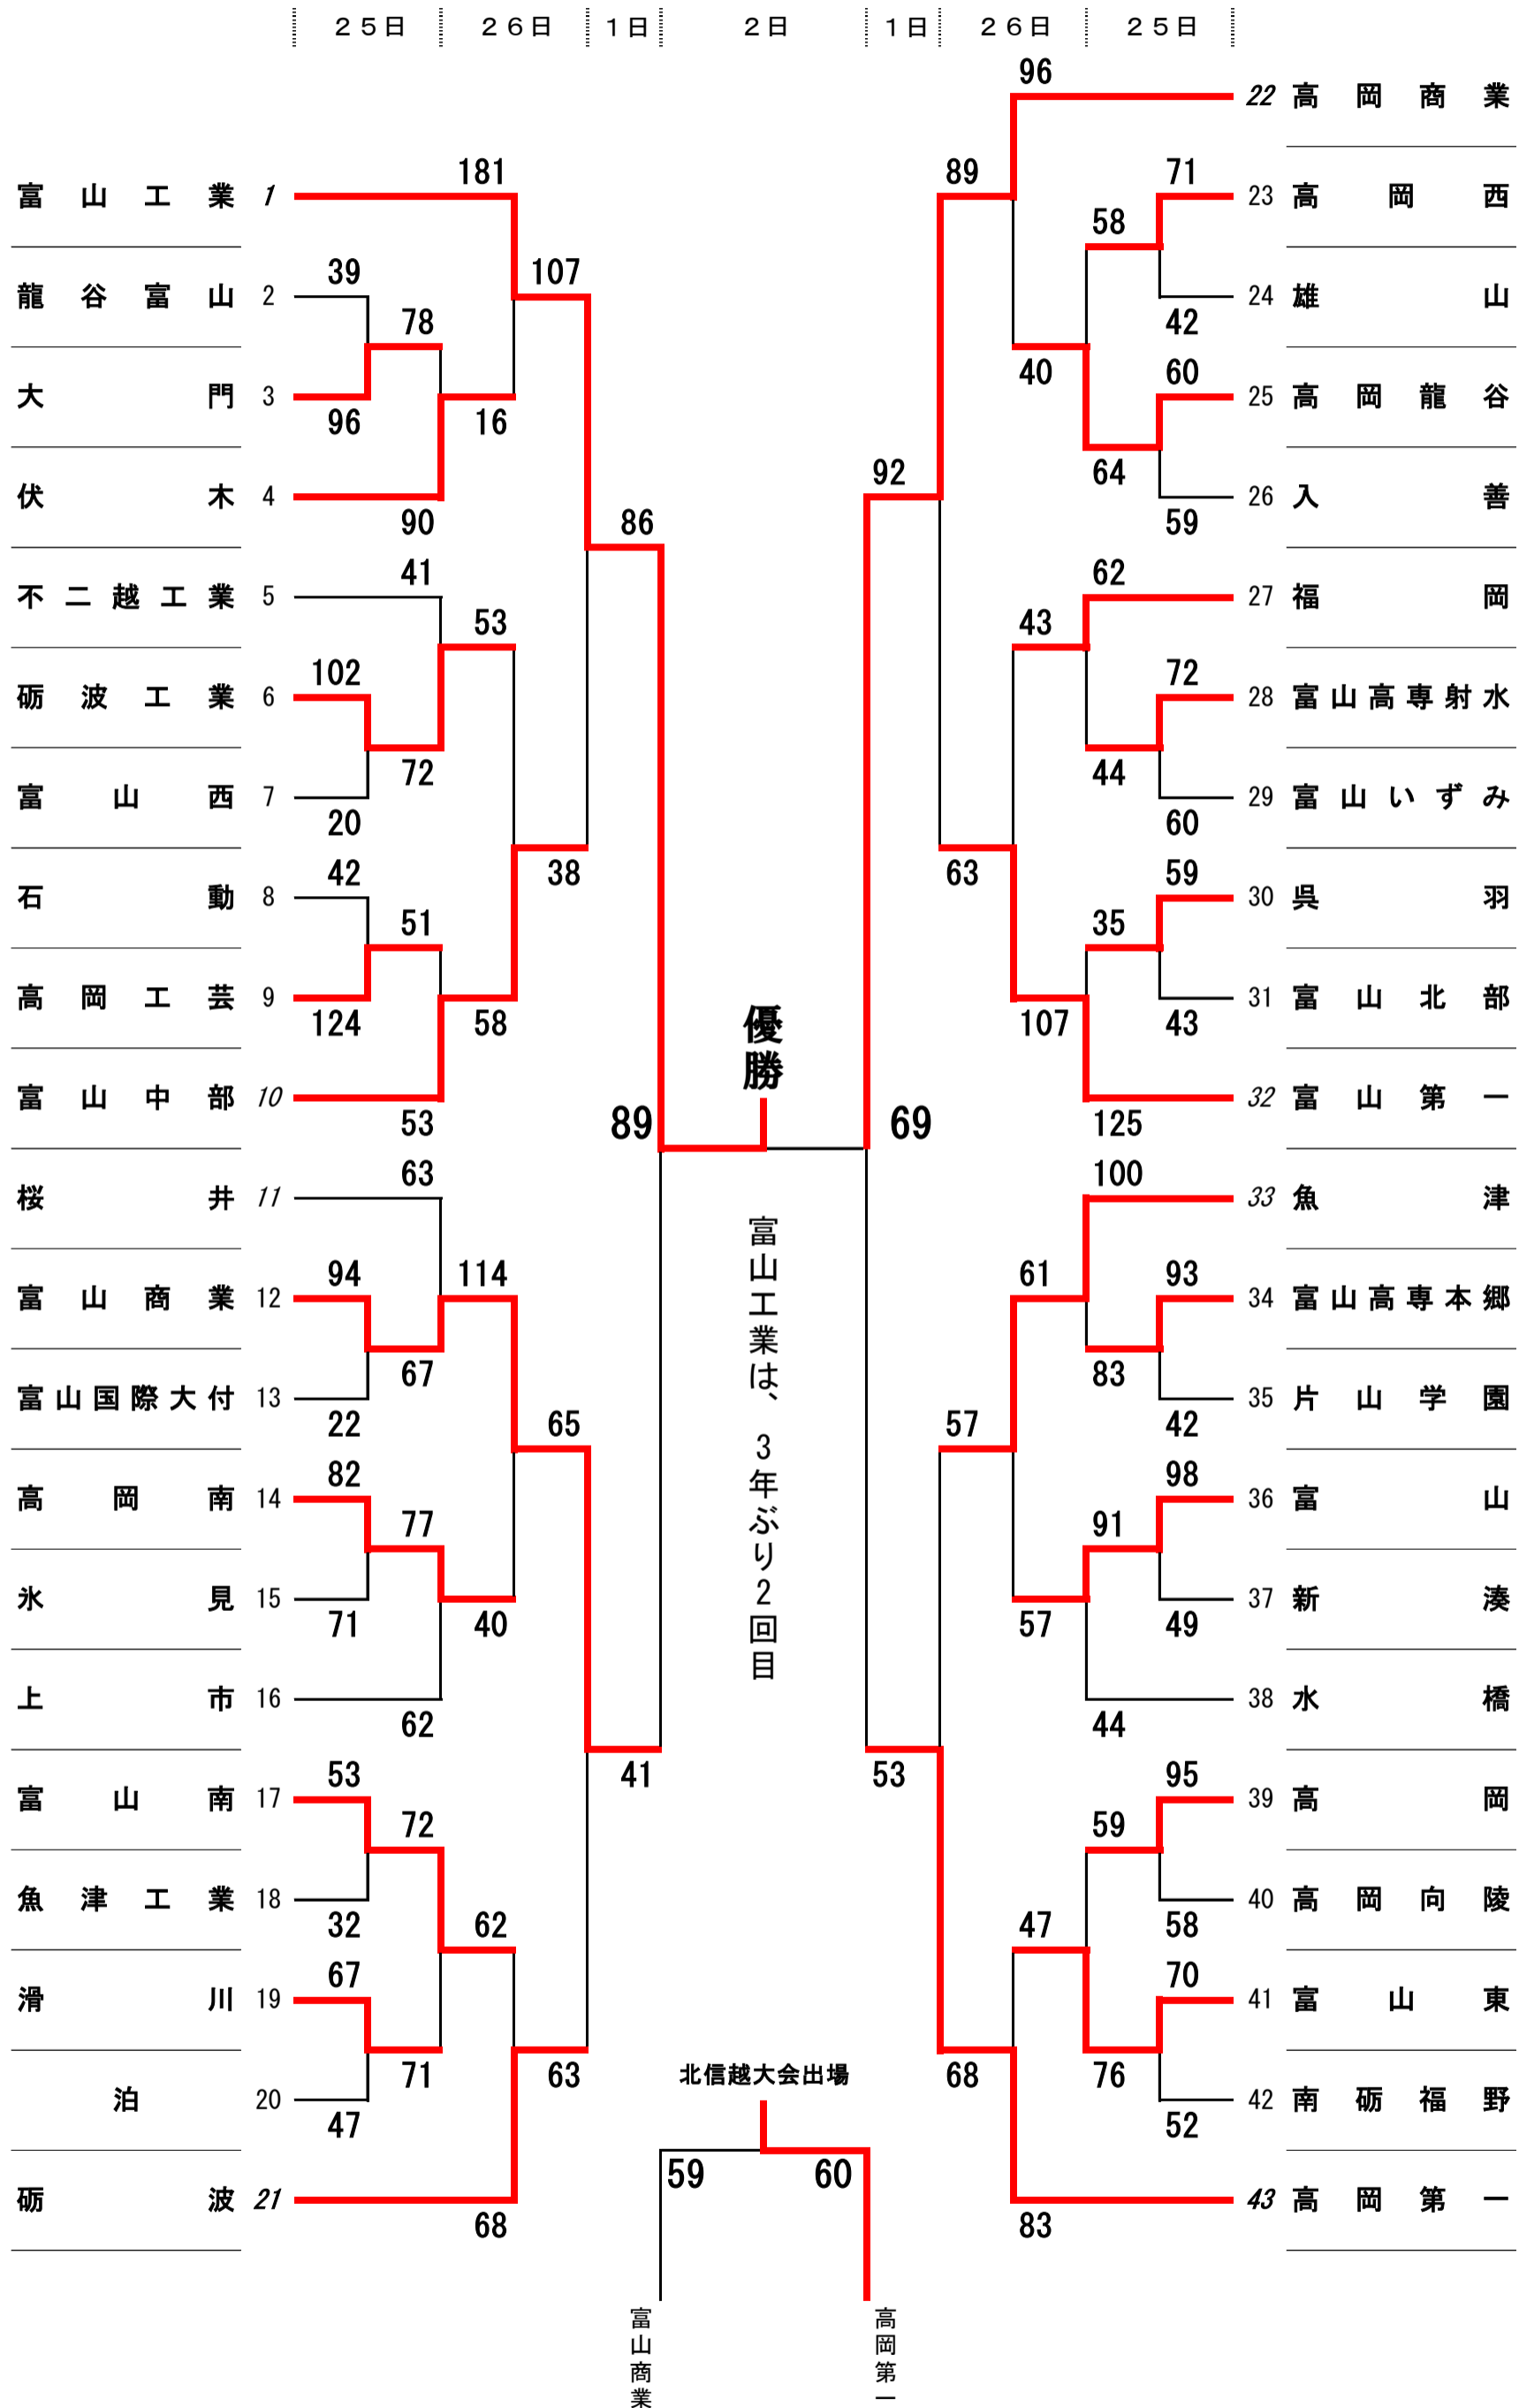 ２５日 ２６日 １日 ２日 １日 ２６日 ２５日
96
22 高岡商業
181
89
71
富山工業 1
23 高岡西
58
39
107
龍谷富山 2
24 雄山
78
42
40
60
大門 3
25 高岡龍谷
96
16
64
92
伏木 4
26 入善
90
86
59
41
62
不二越工業 5
27 福岡
53
43
102
72
砺波工業 6
28 富山高専射水
72
44
富山西 7
29 富山いずみ
20
60
42
38
63
59
石動 8
30 呉羽
51
35
高岡工芸 9
31 富山北部
124
58
優勝
107
43
富山中部 10
32 富山第一
53
89
69
125
63
100
桜井 11
33 魚津
94
114
61
93
富山商業 12
34 富山高専本郷
67
83
富山国際大付 13
35 片山学園
22
65
57
42
82
98
高岡南 14
36 富山
77
91
氷見 15
37 新湊
71
40
57
49
富山工業は、３年ぶり２回目
上市 16
38 水橋
62
44
53
41
53
95
富山南 17
39 高岡
72
59
魚津工業 18
40 高岡向陵
32
62
47
58
67
70
滑川 19
41 富山東
71
63
北信越大会出場
68
76
泊 20
42 南砺福野
47
52
59
60
砺波 21
43 高岡第一
68
83
富山商業
高岡第一